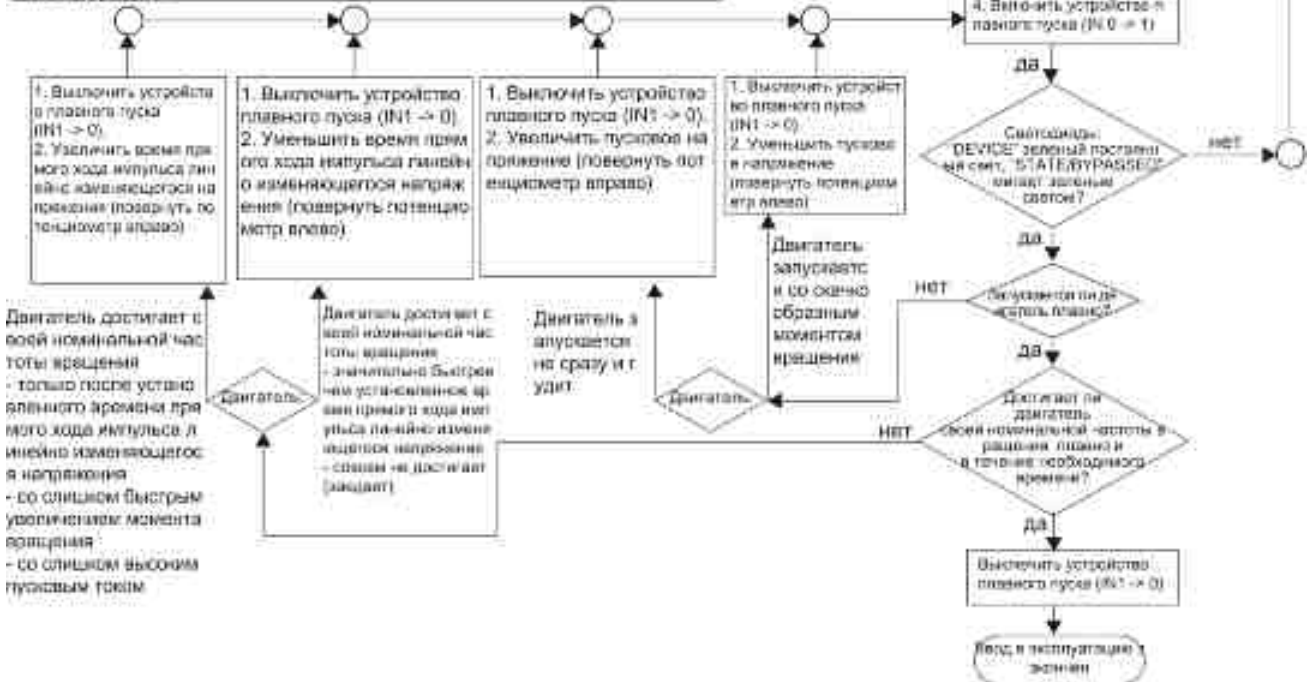 4. Включить устройство п
лавного пуска (IN 0 -> 1)
да
1. Выключить устройств
о плавного пуска
(IN1 -> 0).
2. Увеличить время пря
мого хода импульса лин
ейно изменяющегося на
пряжения (повернуть по
тенциометр вправо)
1. Выключить устройство
плавного пуска (IN1 -> 0).
2. Уменьшить время прям
ого хода импульса линейн
о изменяющегося напряж
ения (повернуть потенцио
метр влево)
1. Выключить устройство
плавного пуска (IN1 -> 0).
2. Увеличить пусковое на
пряжение (повернуть пот
енциометр вправо)
1. Выключить устройст
во плавного пуска
(IN1 -> 0)
2. Уменьшить пусково
е напряжение
(повернуть потенциом
етр влево)
Светодиоды:
"DEVICE" зеленый постоянн
ый свет, "STATE/BYPASSED"
мигает зеленым
светом?
нет
да
Двигатель
запускаетс
я со скачко
образным
моментом
вращения
нет
Запускается ли дв
игатель плавно?
да
Двигатель достигает с
воей номинальной час
тоты вращения
- только после устано
вленного времени пря
мого хода импульса л
инейно изменяющегос
я напряжения
- со слишком быстрым
увеличением момента
вращения
- со слишком высоким
пусковым током
Двигатель
Двигатель достигает с
воей номинальной час
тоты вращения
- значительно быстрее
чем установленное вр
емя прямого хода имп
ульса линейно изменя
ющегося напряжения
- совсем не достигает
Двигатель з
апускается
не сразу и г
удит
Двигатель
нет
Достигает ли
двигатель
своей номинальной частоты в
ращения плавно и
в течение необходимого
времени?
да
Выключить устройство
плавного пуска (IN1 -> 0)
Ввод в эксплуатацию з
акончен